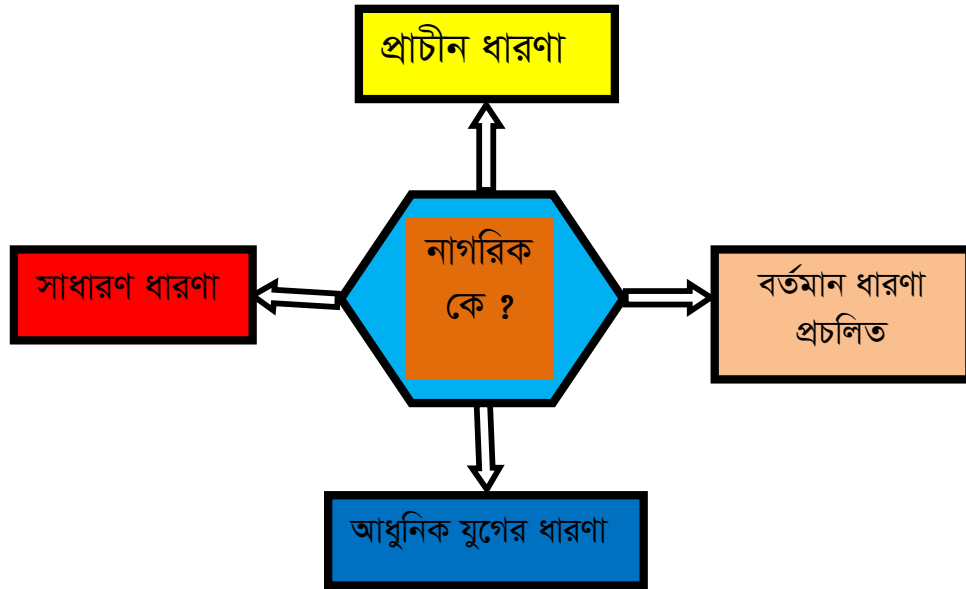 প্রাচীন ধারণা
নাগরিক
কে ?
সাধারণ ধারণা
বর্তমান ধারণা
প্রচলিত
আধুনিক যুগের ধারণা